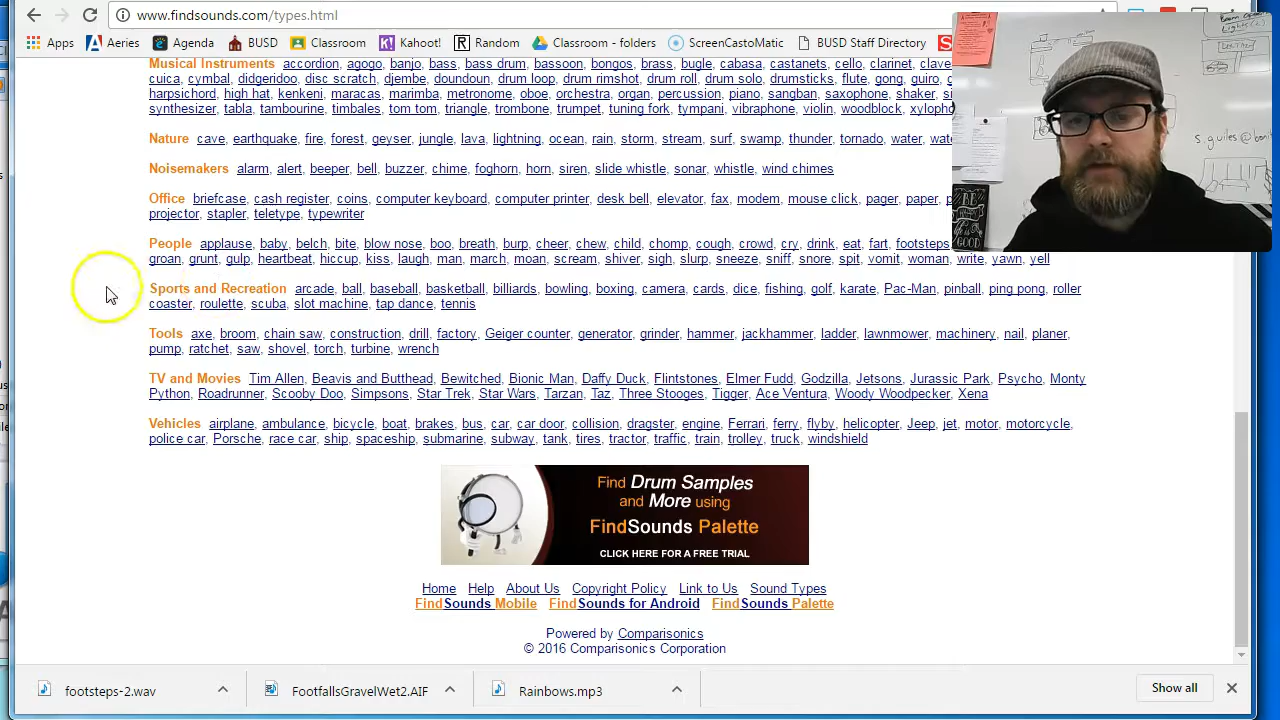 www.findsounds.com/types.html
Apps Aeries Agenda BUSD Classroom Kahoot Random Classroom - folders ScreenCastoMatic BUSD Staff Directory
Musical Instruments accordion, agogo, banjo, bass, bass drum, bassoon, bongos, brass, bugle, cabasa, castanets, cello, clarinet, claves
cuica, cymbal, didgeridoo, disc scratch, djembe, doundoun, drum loop, drum rimshot, drum roll, drum solo, drumsticks, flute, gong, guiro,
harpsichord, high hat, kenkeni, maracas, marimba, metronome, oboe, orchestra, organ, percussion, piano, sangban, saxophone, shaker,
synthesizer, tabla, tambourine, timbales, tom tom, triangle, trombone, trumpet, tuning fork, tympani, vibraphone, violin, woodblock, xylopho
Nature cave, earthquake, fire, forest, geyser, jungle, lava, lightning, ocean, rain, storm, stream, surf, swamp, thunder, tornado, water,
Noisemakers alarm, alert, beeper, bell, buzzer, chime, foghorn, horn, siren, slide whistle, sonar, whistle, wind chimes
Office briefcase, cash register, coins, computer keyboard, computer printer, desk bell, elevator, fax, modem, mouse click, pager, paper,
projector, stapler, teletype, typewriter
People applause, baby, belch, bite, blow nose, boo, breath, burp, cheer, chew, child, chomp, cough, crowd, cry, drink, eat, fart, footsteps
groan, grunt, gulp, heartbeat, hiccup, kiss, laugh, man, march, moan, scream, shiver, sigh, slurp, sneeze, sniff, snore, spit, vomit, woman, write, yawn, yell
Sports and Recreation arcade, ball, baseball, basketball, billiards, bowling, boxing, camera, cards, dice, fishing, golf, karate, Pac-Man, pinball, ping pong, roller
coaster, roulette, scuba, slot machine, tap dance, tennis
Tools axe, broom, chain saw, construction, drill, factory, Geiger counter, generator, grinder, hammer, jackhammer, ladder, lawnmower, machinery, nail, planer,
pump, ratchet, saw, shovel, torch, turbine, wrench
TV and Movies Tim Allen, Beavis and Butthead, Bewitched, Bionic Man, Daffy Duck, Flintstones, Elmer Fudd, Godzilla, Jetsons, Jurassic Park, Psycho, Monty
Python, Roadrunner, Scooby Doo, Simpsons, Star Trek, Star Wars, Tarzan, Taz, Three Stooges, Tigger, Ace Ventura, Woody Woodpecker, Xena
Vehicles airplane, ambulance, bicycle, boat, brakes, bus, car, car door, collision, dragster, engine, Ferrari, ferry, flyby, helicopter, Jeep, jet, motor, motorcycle,
police car, Porsche, race car, ship, spaceship, submarine, subway, tank, tires, tractor, traffic, train, trolley, truck, windshield
Find Drum Samples
and More using
FindSounds Palette
CLICK HERE FOR A FREE TRIAL
Home Help About Us Copyright Policy Link to Us Sound Types
FindSounds Mobile FindSounds for Android FindSounds Palette
Powered by Comparisonics
© 2016 Comparisonics Corporation
footsteps-2.wav FootfallsGravelWet2.AIF Rainbows.mp3 Show all